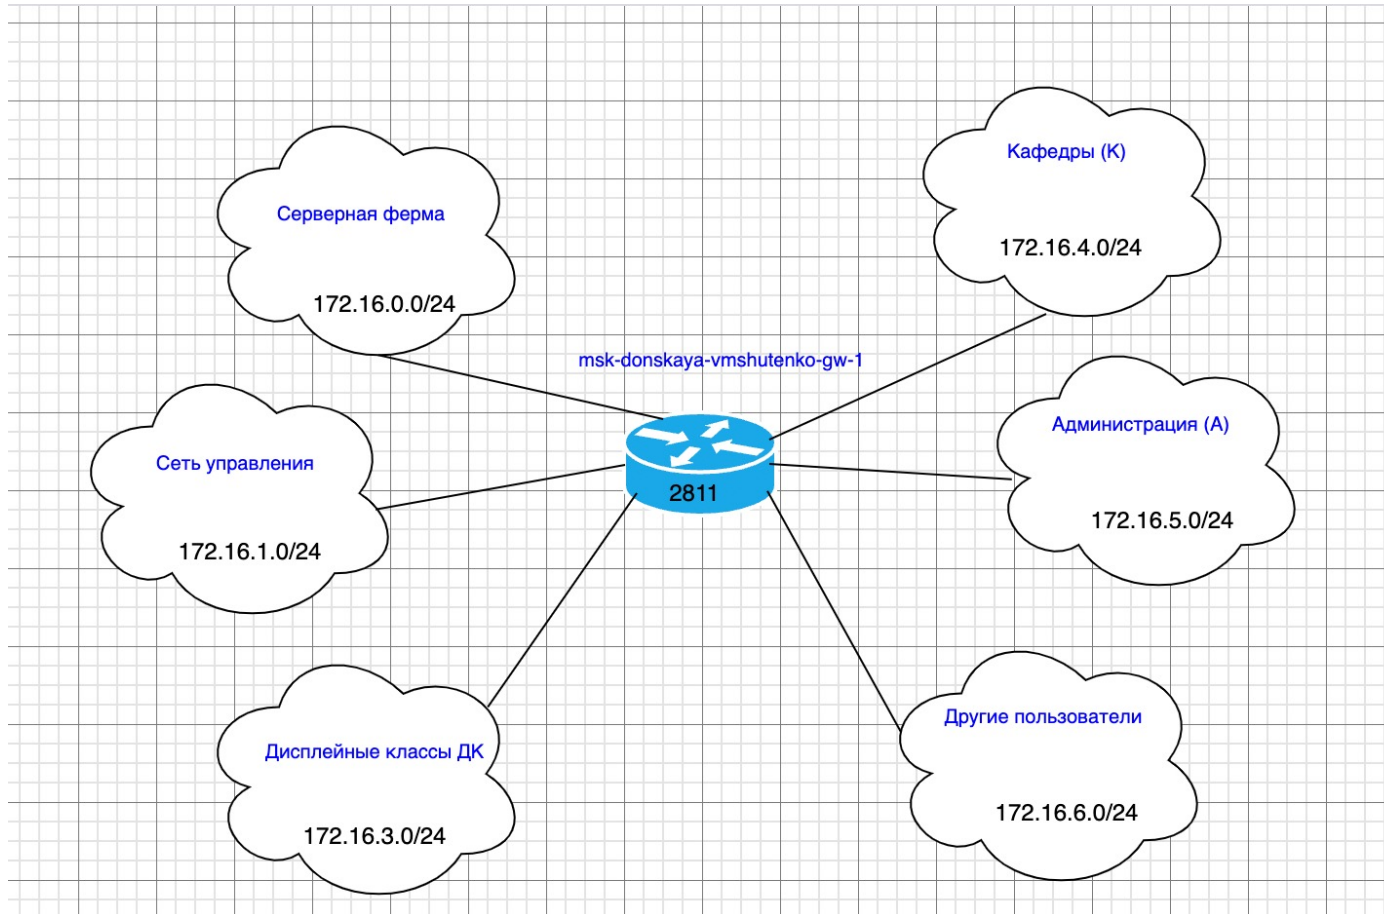 Серверная ферма
172.16.0.0/24
Кафедры (К)
172.16.4.0/24
msk-donskaya-vmshutenko-gw-1
2811
Сеть управления
172.16.1.0/24
Администрация (А)
172.16.5.0/24
Дисплейные классы ДК
172.16.3.0/24
Другие пользователи
172.16.6.0/24